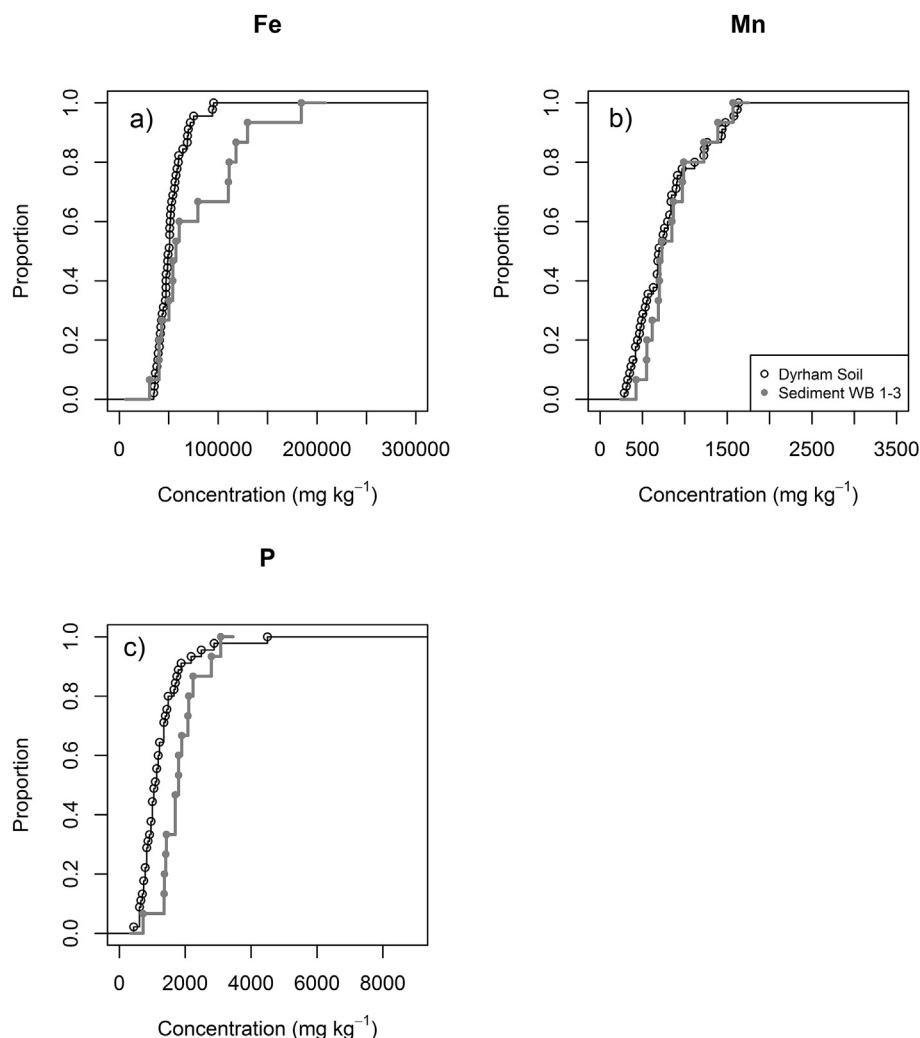 Fe
a)
Proportion
0.0 0.2 0.4 0.6 0.8 1.0
0 100000 200000 300000
Concentration (mg kg⁻¹)
Mn
b)
Proportion
0.0 0.2 0.4 0.6 0.8 1.0
Dyrham Soil
Sediment WB 1-3
0 500 1500 2500 3500
Concentration (mg kg⁻¹)
P
c)
Proportion
0.0 0.2 0.4 0.6 0.8 1.0
0 2000 4000 6000 8000
Concentration (mg kg⁻¹)